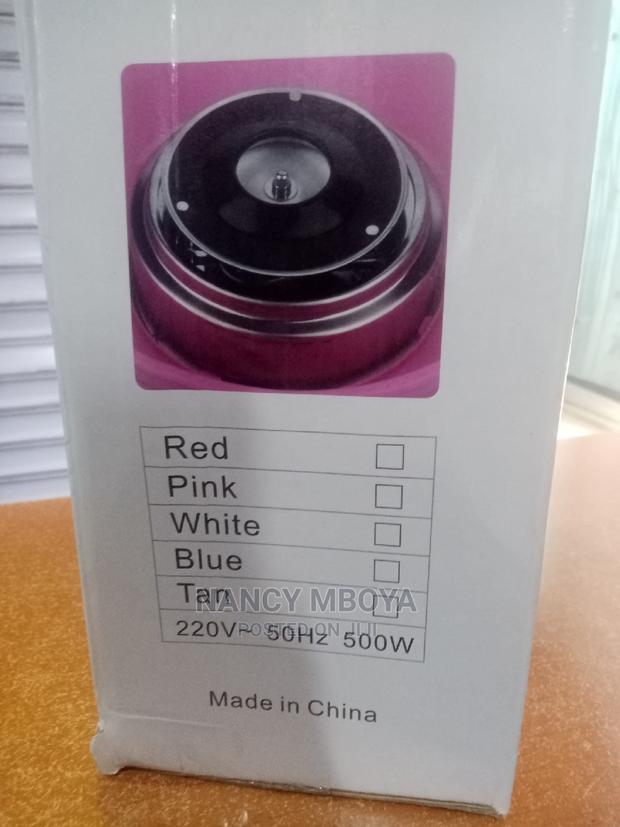 Red
Pink
White
Blue
Tan
NANCY MBOYA
220V~ 50Hz 500W
POSTED ON JIJI
Made in China